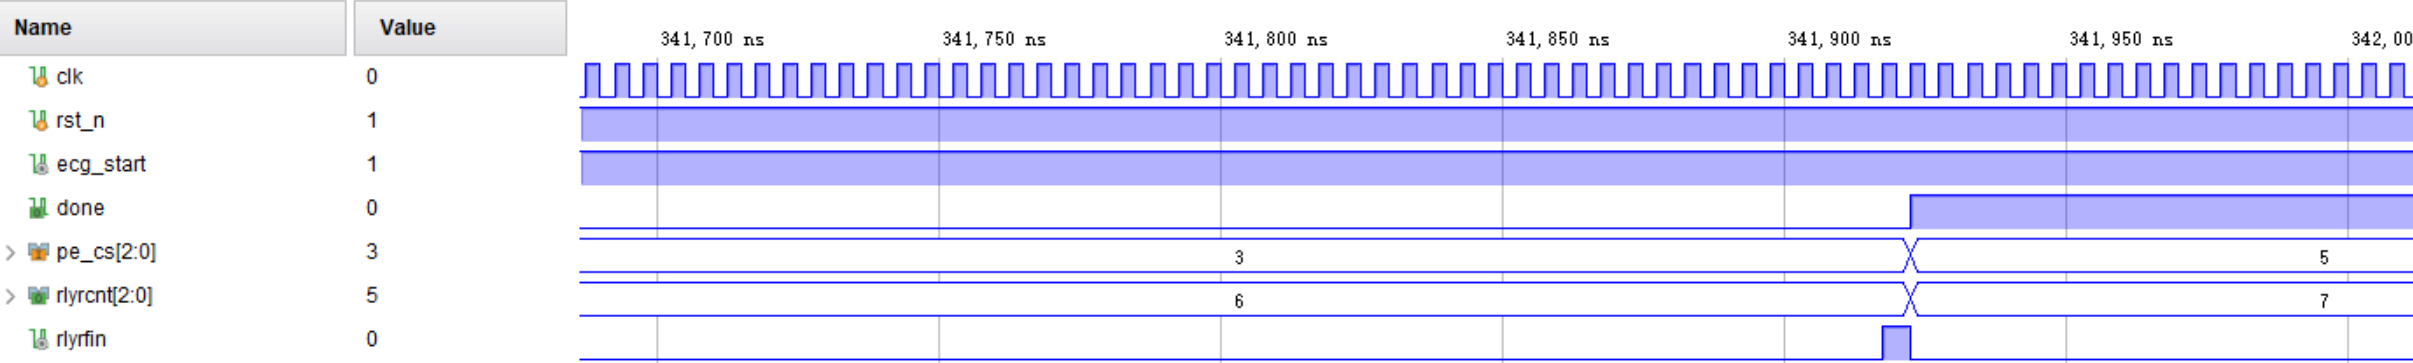 Name Value
341,700 ns 341,750 ns 341,800 ns 341,850 ns 341,900 ns 341,950 ns 342,00
clk 0
rst_n 1
ecg_start 1
done 0
pe_cs[2:0] 3 3 5
rlyrcnt[2:0] 5 6 7
rlyrfin 0